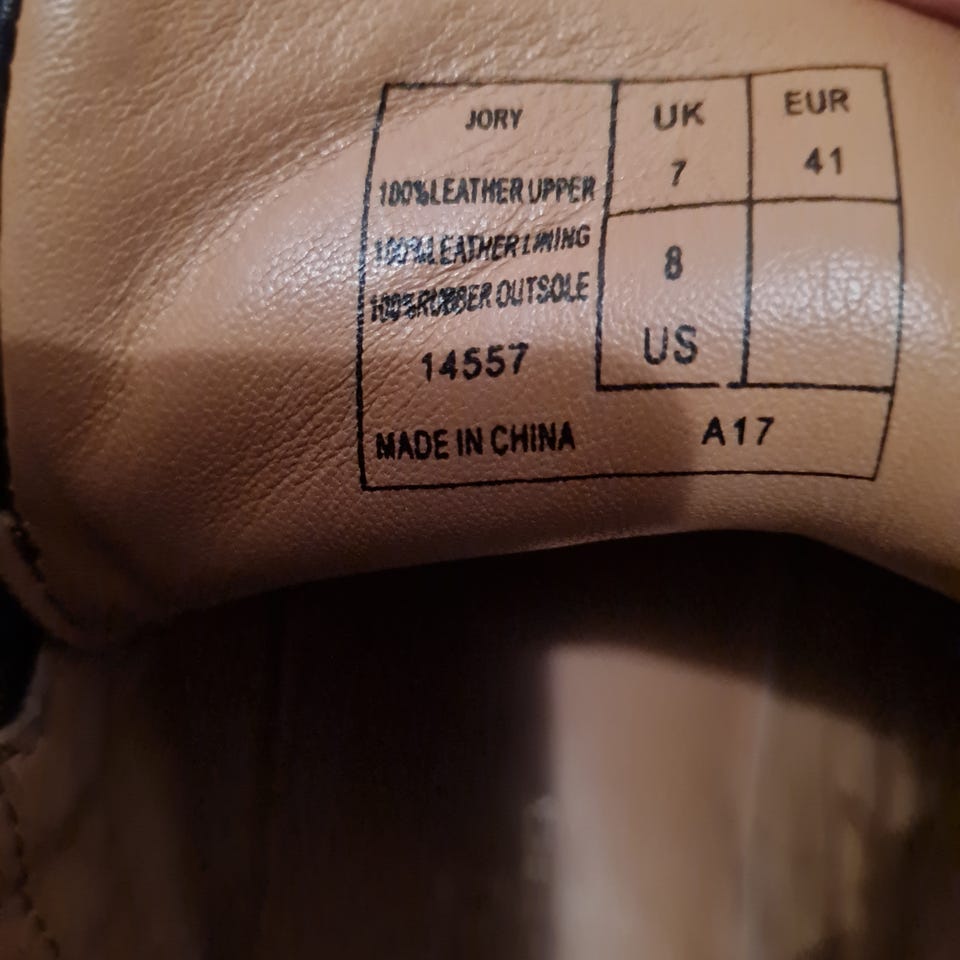 JORY
100%LEATHER UPPER
100%LEATHER LINING
100%RUBBER OUTSOLE
14557
MADE IN CHINA
UK
7
EUR
41
8
US
A17